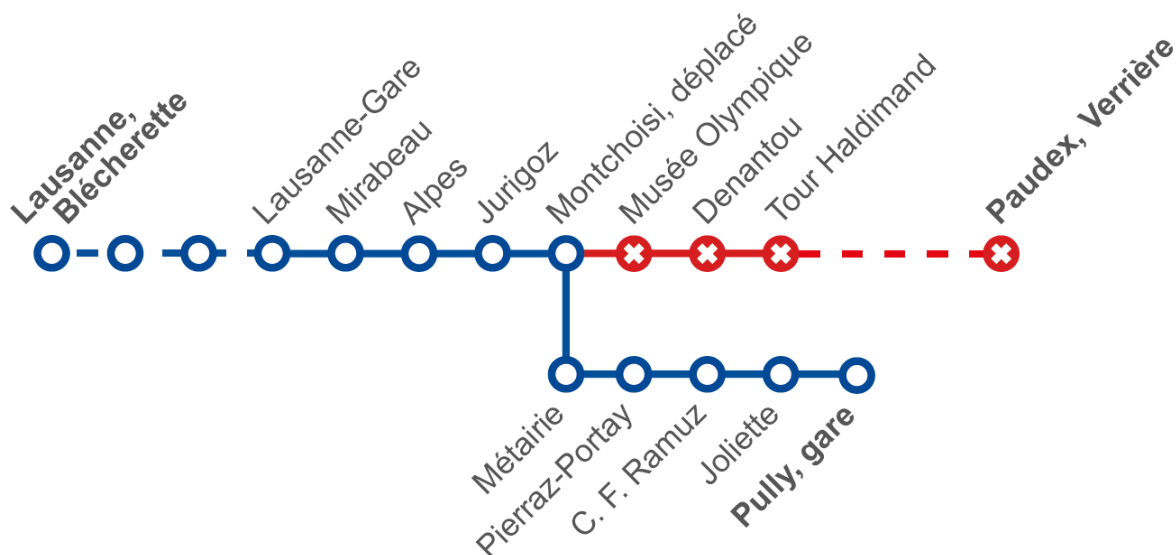 Lausanne,
Blécherette
Lausanne-Gare
Mirabeau
Alpes
Jurigoz
Montchoisi, déplacé
Musée Olympique
Denantou
Tour Haldimand
Paudex, Verrière
Métairie
Pierraz-Portay
C. F. Ramuz
Joliette
Pully, gare